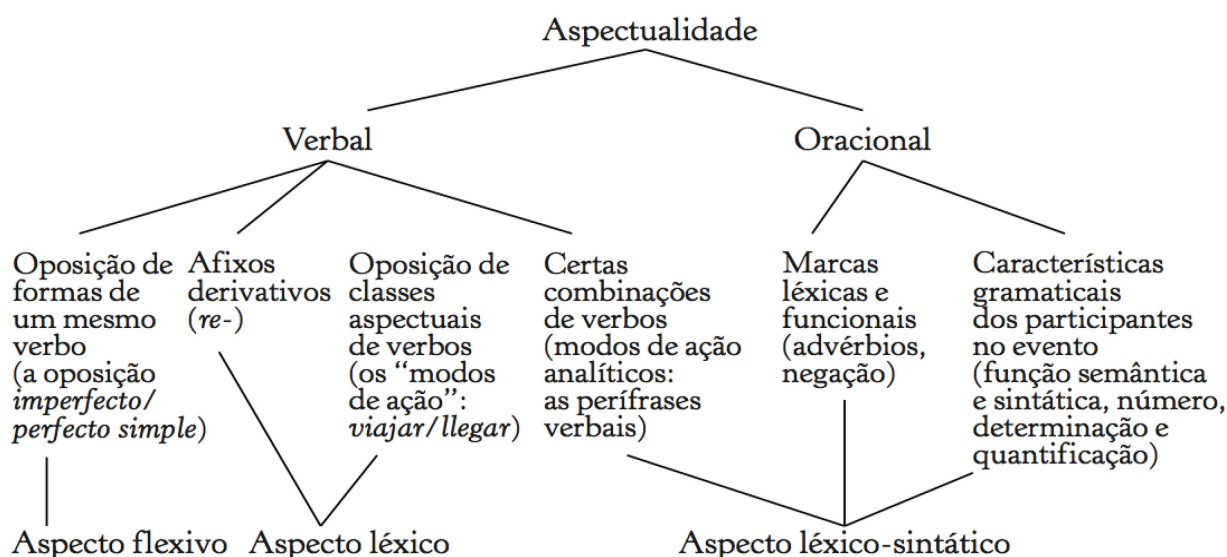 Aspectualidade
Verbal
Oracional
Oposição de
formas de
um mesmo
verbo
(a oposição
imperfecto/
perfecto simple)
Afixos
derivativos
(re-)
Oposição de
classes
aspectuais
de verbos
(os “modos
de ação”:
viajar/llegar)
Certas
combinações
de verbos
(modos de ação
analíticos:
as perífrases
verbais)
Marcas
léxicas e
funcionais
(advérbios,
negação)
Características
gramaticais
dos participantes
no evento
(função semântica
e sintática, número,
determinação e
quantificação)
Aspecto flexivo
Aspecto léxico
Aspecto léxico-sintático